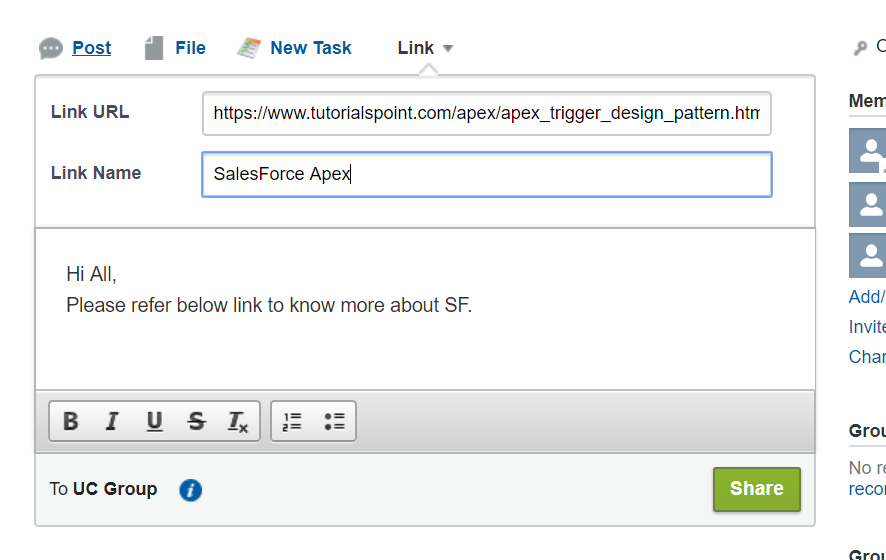 Post File New Task Link
Link URL https://www.tutorialspoint.com/apex/apex_trigger_design_pattern.htm
Link Name SalesForce Apex
Hi All,
Please refer below link to know more about SF.
B I U S Tx
To UC Group i Share
Mem
Add/
Invite
Char
Grou
No re
recor
Grou